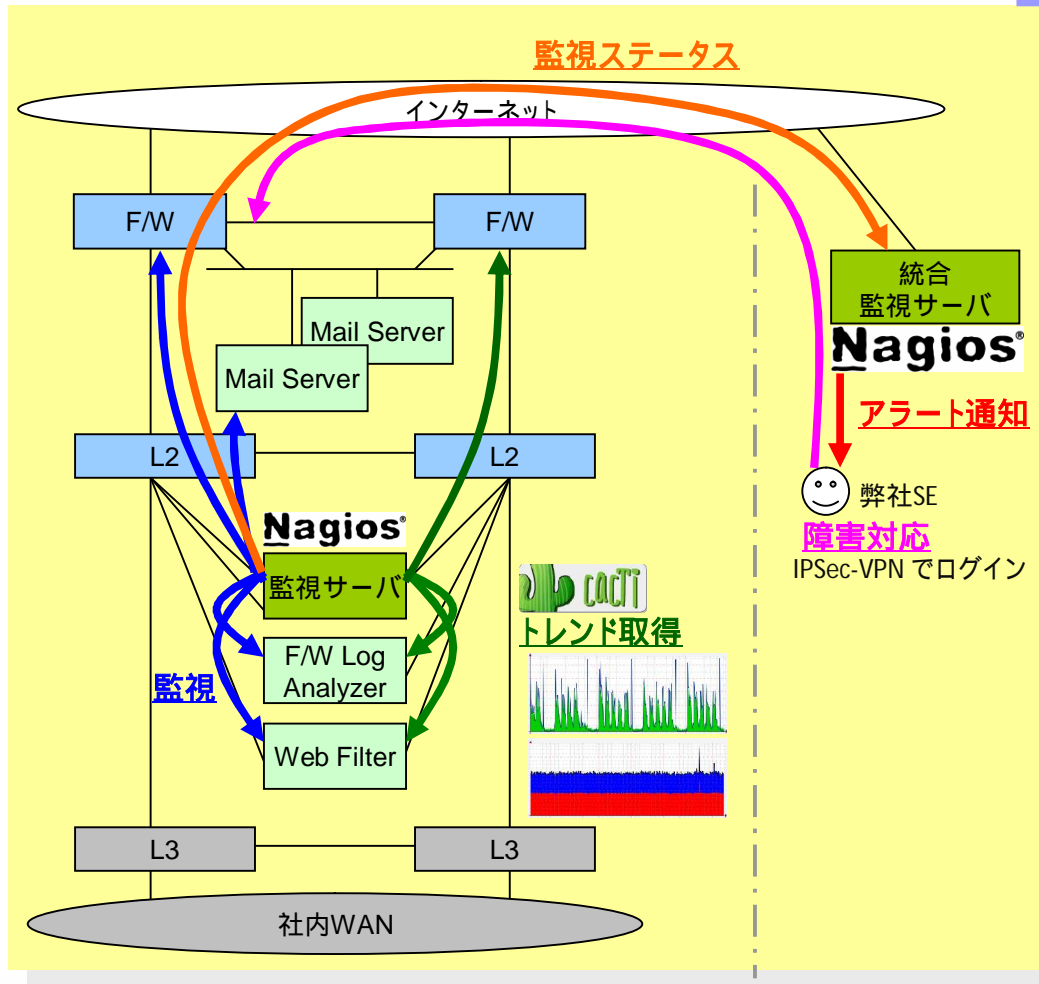 監視ステータス
インターネット
F/W
F/W
統合
監視サーバ
Nagios®
Mail Server
Mail Server
アラート通知
L2
L2
弊社SE
障害対応
IPSec-VPN でログイン
Nagios®
監視サーバ
cacti
トレンド取得
F/W Log
Analyzer
監視
Web Filter
L3
L3
社内WAN